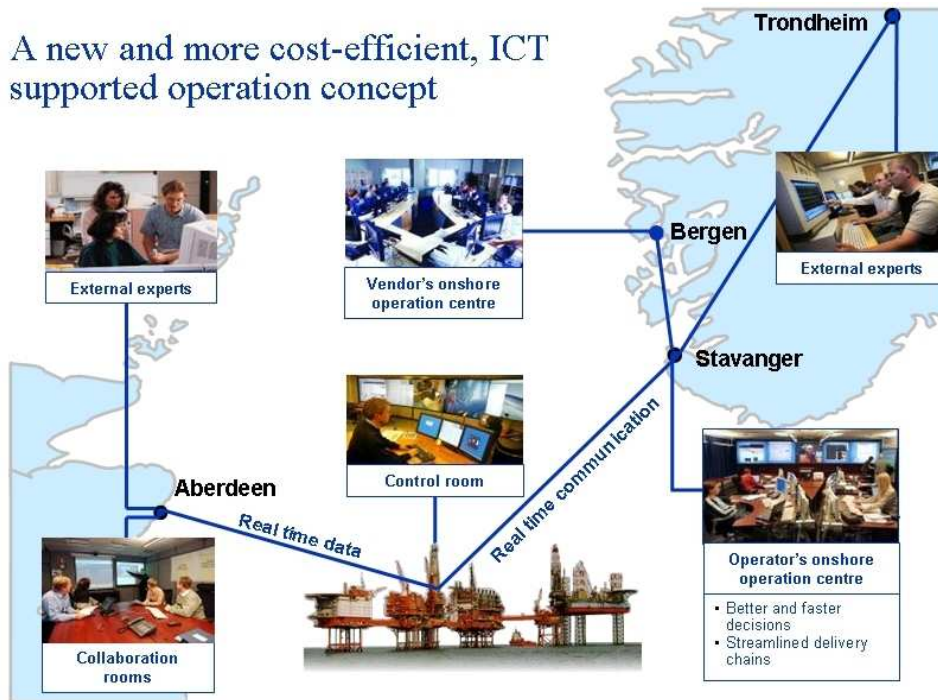 A new and more cost-efficient, ICT
supported operation concept
Trondheim
External experts
Vendor's onshore
operation centre
Bergen
External experts
Stavanger
Control room
Real time communication
Aberdeen
Real time data
Collaboration
rooms
Operator's onshore
operation centre
• Better and faster
decisions
• Streamlined delivery
chains